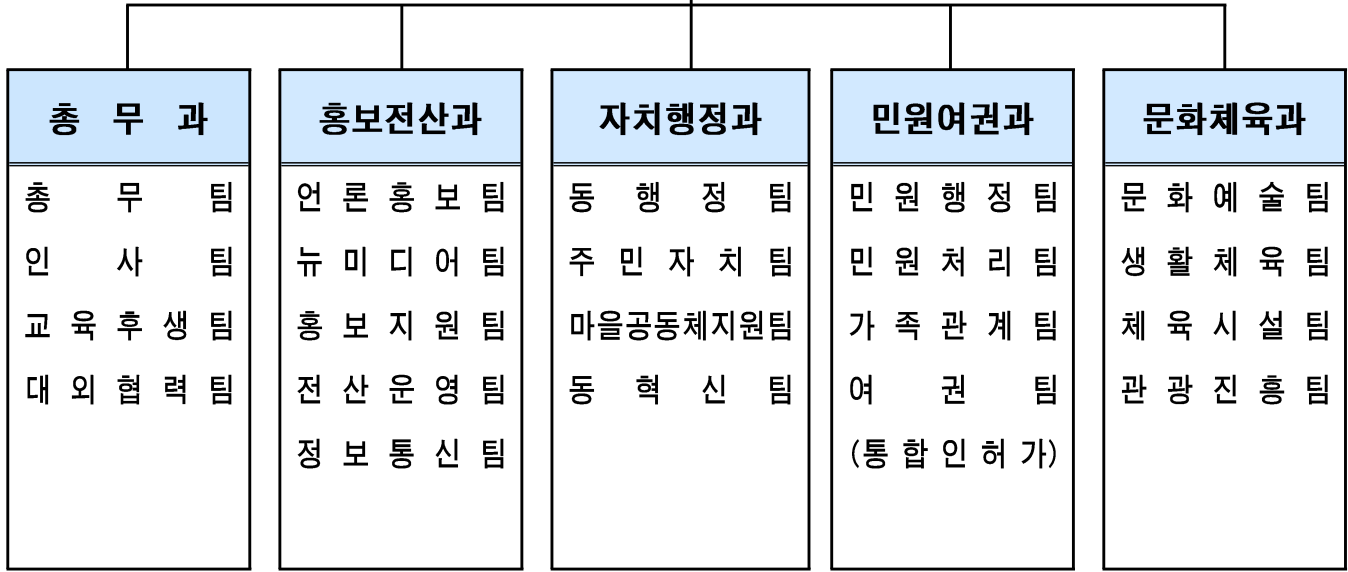 총 무 과
총 무 팀
인 사 팀
교 육 후 생 팀
대 외 협 력 팀
홍보전산과
언 론 홍 보 팀
뉴 미 디 어 팀
홍 보 지 원 팀
전 산 운 영 팀
정 보 통 신 팀
자치행정과
동 행 정 팀
주 민 자 치 팀
마을공동체지원팀
동 혁 신 팀
민원여권과
민 원 행 정 팀
민 원 처 리 팀
가 족 관 계 팀
여 권 팀
(통 합 인 허 가)
문화체육과
문 화 예 술 팀
생 활 체 육 팀
체 육 시 설 팀
관 광 진 흥 팀